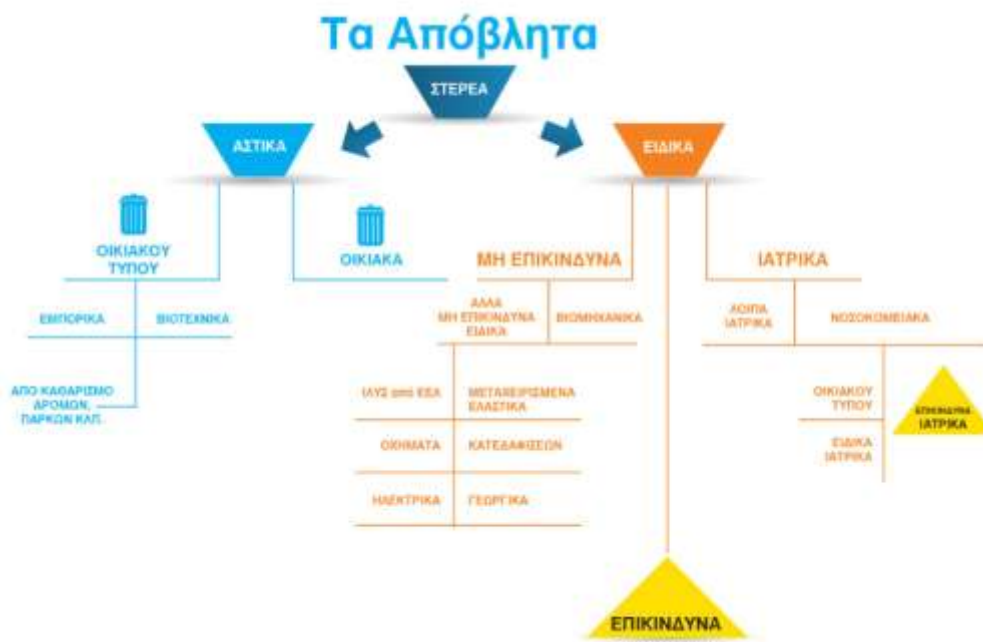 Τα Απόβλητα
ΣΤΕΡΕΑ
ΑΣΤΙΚΑ
ΕΙΔΙΚΑ
ΟΙΚΙΑΚΟΥ
ΤΥΠΟΥ
ΟΙΚΙΑΚΑ
ΜΗ ΕΠΙΚΙΝΔΥΝΑ
ΙΑΤΡΙΚΑ
ΕΜΠΟΡΙΚΑ
ΒΙΟΤΕΧΝΙΚΑ
ΑΛΛΑ
ΜΗ ΕΠΙΚΙΝΔΥΝΑ
ΕΙΔΙΚΑ
ΒΙΟΜΗΧΑΝΙΚΑ
ΛΟΙΠΑ
ΙΑΤΡΙΚΑ
ΝΟΣΟΚΟΜΕΙΑΚΑ
ΑΠΟ ΚΑΘΑΡΙΣΜΟ
ΔΡΟΜΩΝ,
ΠΑΡΚΩΝ ΚΛΠ.
ΙΛΥΣ από ΕΕΛ
ΜΕΤΑΧΕΙΡΙΣΜΕΝΑ
ΕΛΑΣΤΙΚΑ
ΟΧΗΜΑΤΑ
ΚΑΤΕΔΑΦΙΣΕΩΝ
ΗΛΕΚΤΡΙΚΑ
ΓΕΩΡΓΙΚΑ
ΟΙΚΙΑΚΟΥ
ΤΥΠΟΥ
ΕΙΔΙΚΑ
ΙΑΤΡΙΚΑ
ΕΠΙΚΙΝΔΥΝΑ
ΙΑΤΡΙΚΑ
ΕΠΙΚΙΝΔΥΝΑ